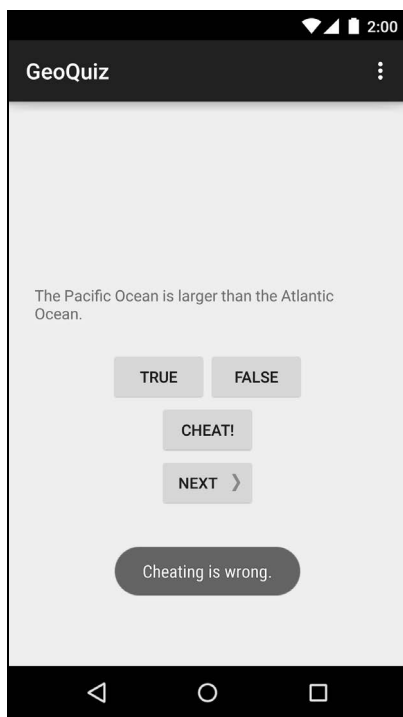 2:00
GeoQuiz
The Pacific Ocean is larger than the Atlantic
Ocean.
TRUE FALSE
CHEAT!
NEXT
Cheating is wrong.